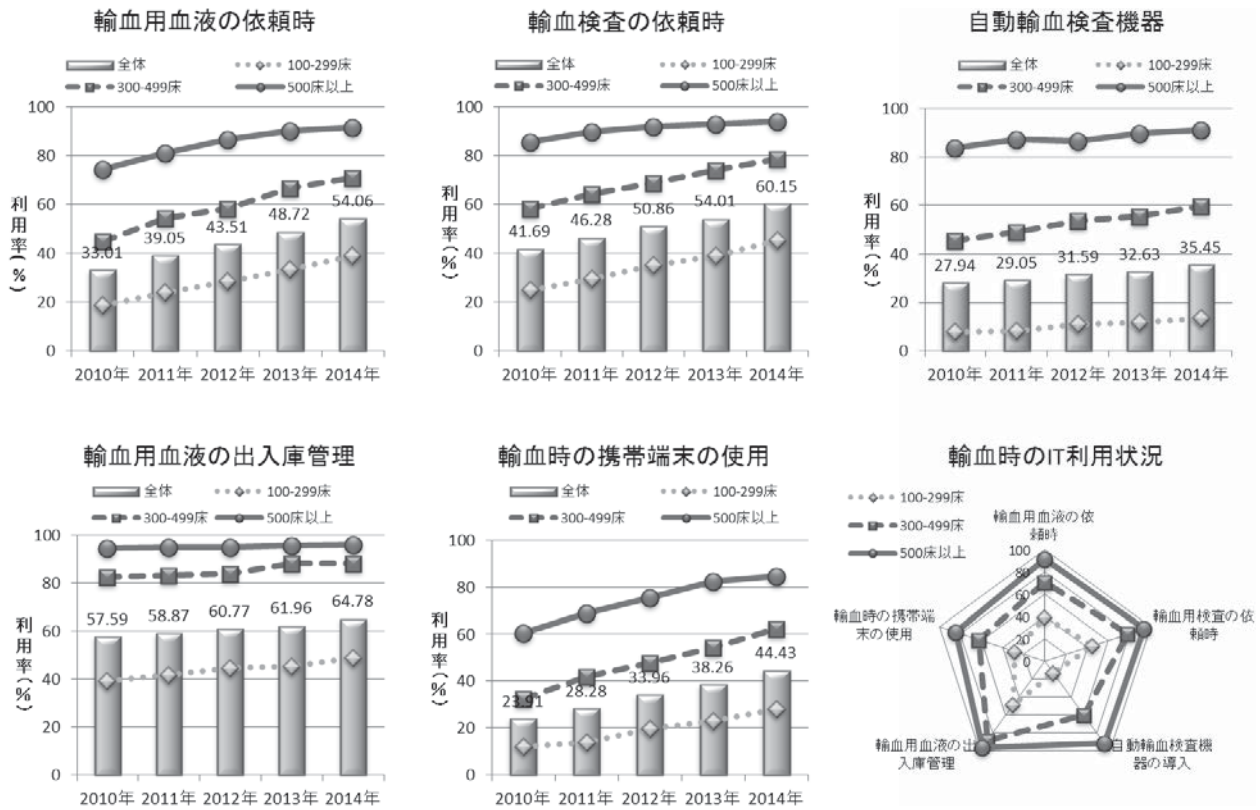 輸血用血液の依頼時
全体
100-299床
300-499床
500床以上
利用率(%)
100
80
60
40
20
0
33.01
39.05
43.51
48.72
54.06
2010年 2011年 2012年 2013年 2014年
輸血検査の依頼時
全体
100-299床
300-499床
500床以上
利用率(%)
100
80
60
40
20
0
41.69
46.28
50.86
54.01
60.15
2010年 2011年 2012年 2013年 2014年
自動輸血検査機器
全体
100-299床
300-499床
500床以上
利用率(%)
100
80
60
40
20
0
27.94
29.05
31.59
32.63
35.45
2010年 2011年 2012年 2013年 2014年
輸血用血液の出入庫管理
全体
100-299床
300-499床
500床以上
利用率(%)
100
80
60
40
20
0
57.59
58.87
60.77
61.96
64.78
2010年 2011年 2012年 2013年 2014年
輸血時の携帯端末の使用
全体
100-299床
300-499床
500床以上
利用率(%)
100
80
60
40
20
0
23.91
28.28
33.96
38.26
44.43
2010年 2011年 2012年 2013年 2014年
輸血時のIT利用状況
100-299床
300-499床
500床以上
輸血用血液の依
頼時
100
80
60
40
20
0
輸血用検査の依
頼時
自動輸血検査機
器の導入
輸血用血液の出
入庫管理
輸血時の携帯端
末の使用